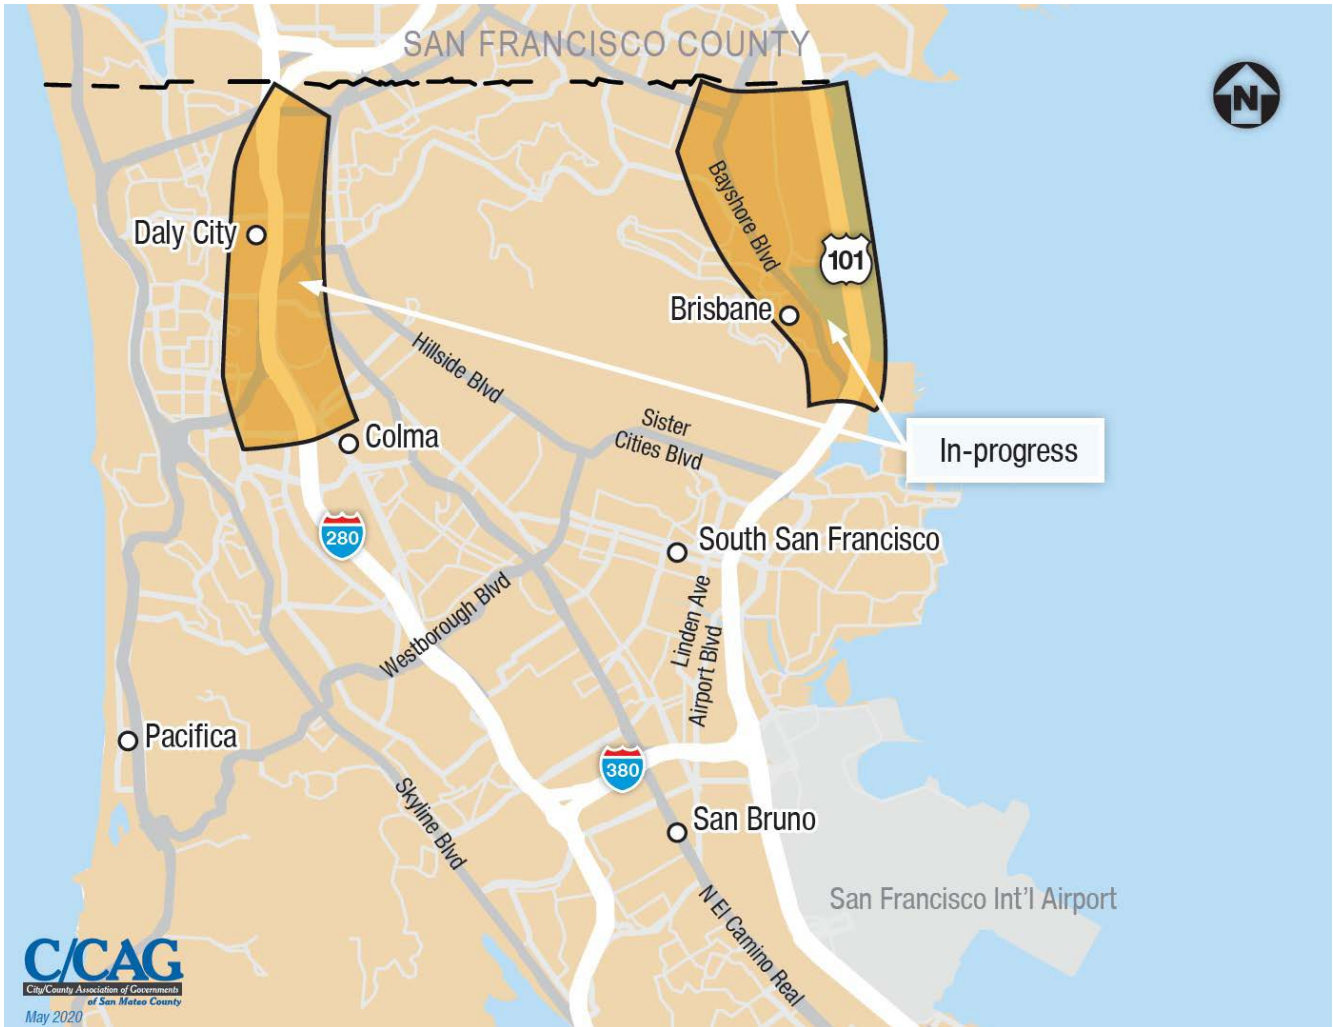 SAN FRANCISCO COUNTY
N
Daly City
Bayshore Blvd
101
Brisbane
Hillside Blvd
Sister
Cities Blvd
Colma
In-progress
280
South San Francisco
Westborough Blvd
Linden Ave
Airport Blvd
Pacifica
380
Skyline Blvd
San Bruno
N El Camino Real
San Francisco Int'l Airport
C/CAG
City/County Association of Governments
of San Mateo County
May 2020